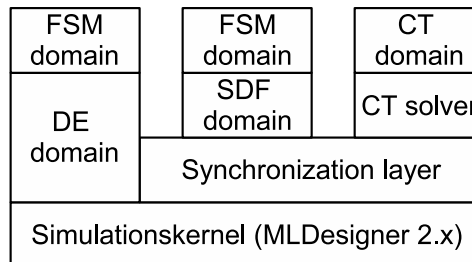 FSM
domain
FSM
domain
CT
domain
DE
domain
SDF
domain
CT solver
Synchronization layer
Simulationskernel (MLDesigner 2.x)